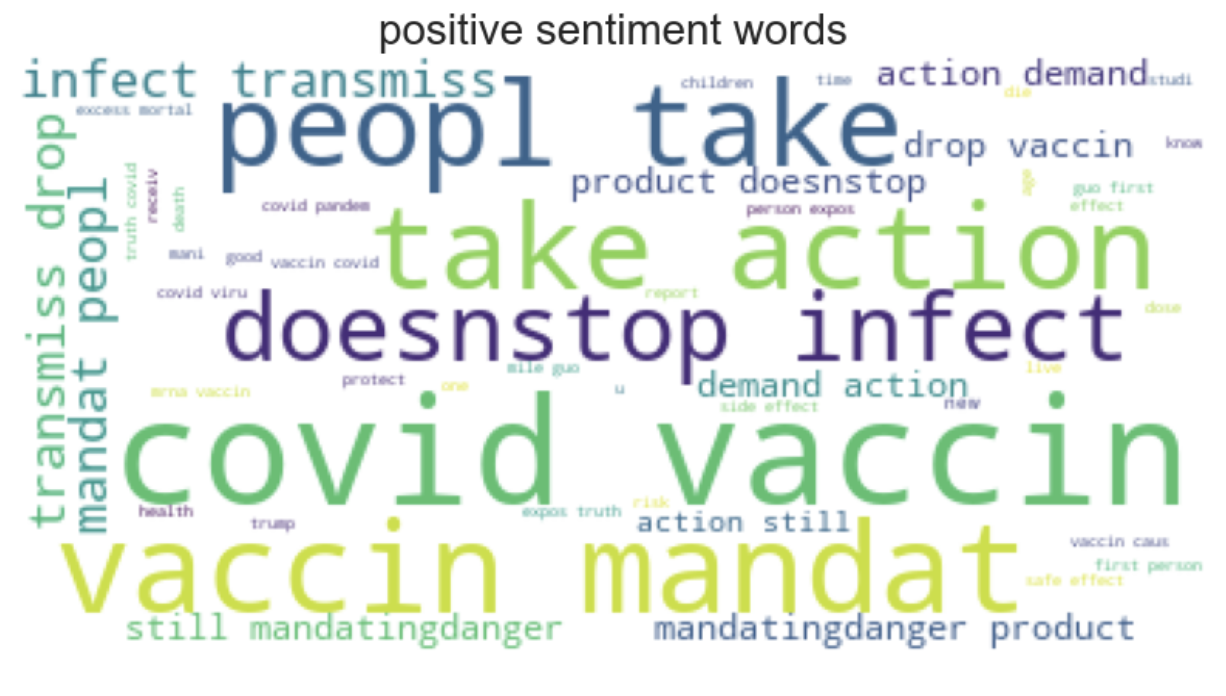 positive sentiment words
infect transmiss
peopl take
children
time
action demand
studi
die
excess mortal
drop vaccin
know
transmiss drop
mandat peopl
truth covid
receiv
death
product doesnstop
age
guo first
covid pandem
person expos
effect
take action
mani
good
vaccin covid
covid viru
report
doesnstop infect
dose
mile guo
live
protect
mrna vaccin
one
u
demand action
side effect
new
covid vaccin
health
trump
expos truth
risk
action still
vaccin mandat
vaccin caus
first person
safe effect
still mandatingdanger
mandatingdanger product